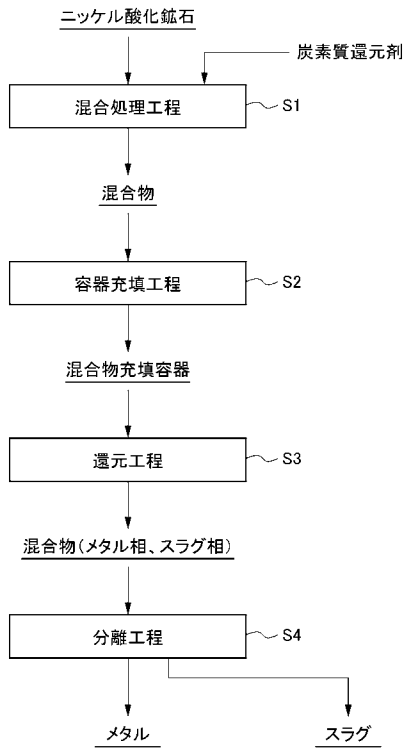 ニッケル酸化鉱石
炭素質還元剤
混合処理工程
S1
混合物
容器充填工程
S2
混合物充填容器
還元工程
S3
混合物(メタル相、スラグ相)
分離工程
S4
メタル
スラグ